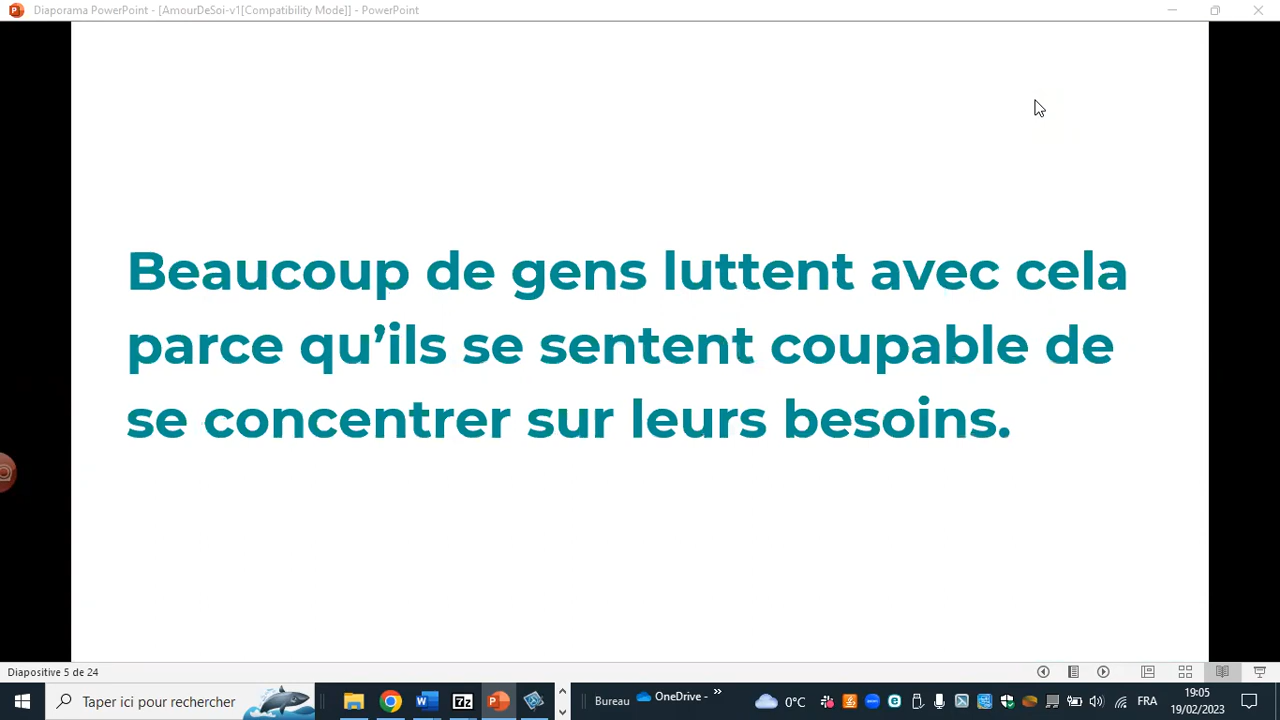 Diaporama PowerPoint - [AmourDeSoi-v1[Compatibility Mode]] - PowerPoint
Beaucoup de gens luttent avec cela
parce qu’ils se sentent coupable de
se concentrer sur leurs besoins.
Diapositive 5 de 24
Taper ici pour rechercher
Bureau
OneDrive -
0°C
FRA
19:05
19/02/2023